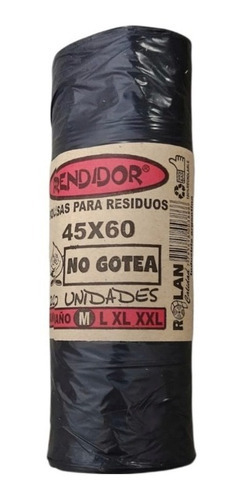 RENDIDOR®
BOLSAS PARA RESIDUOS
45X60
NO GOTEA
UNIDADES
TAMAÑO M L XL XXL
ROLAN